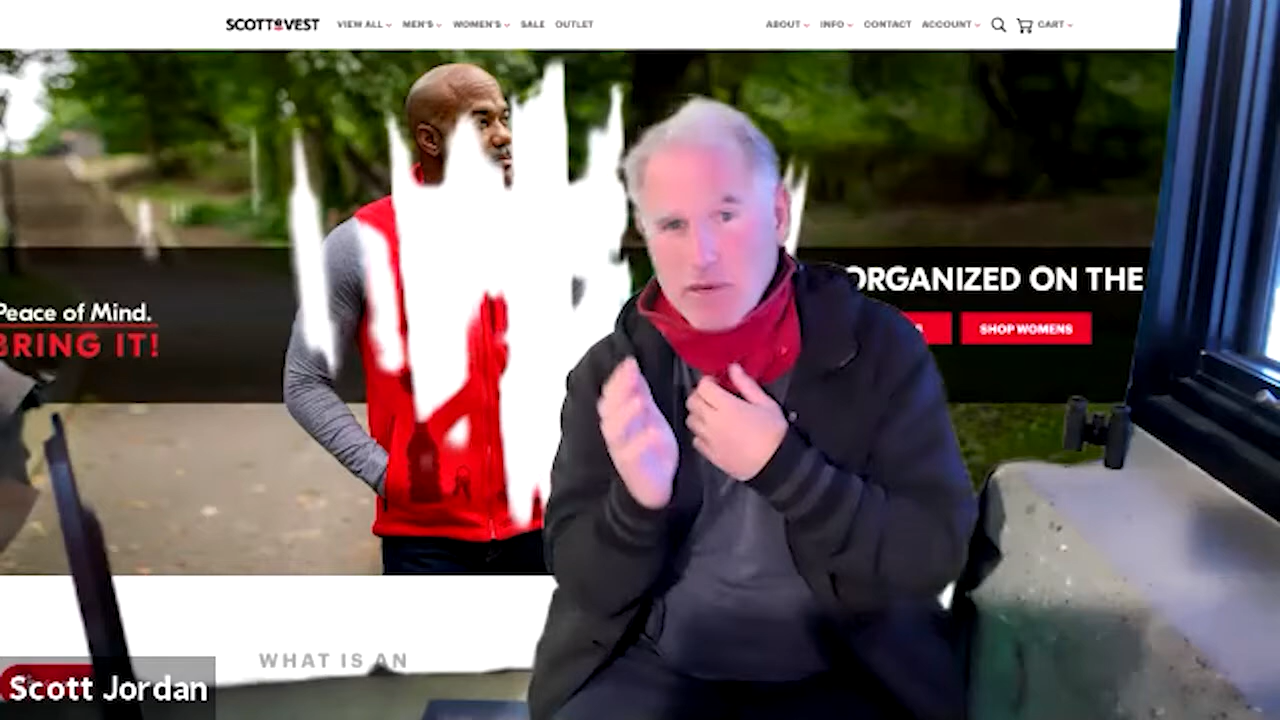 SCOTTEVEST VIEW ALL MEN'S WOMEN'S SALE OUTLET ABOUT INFO CONTACT ACCOUNT CART
ORGANIZED ON THE
Peace of Mind.
BRING IT!
SHOP WOMENS
WHAT IS AN
Scott Jordan